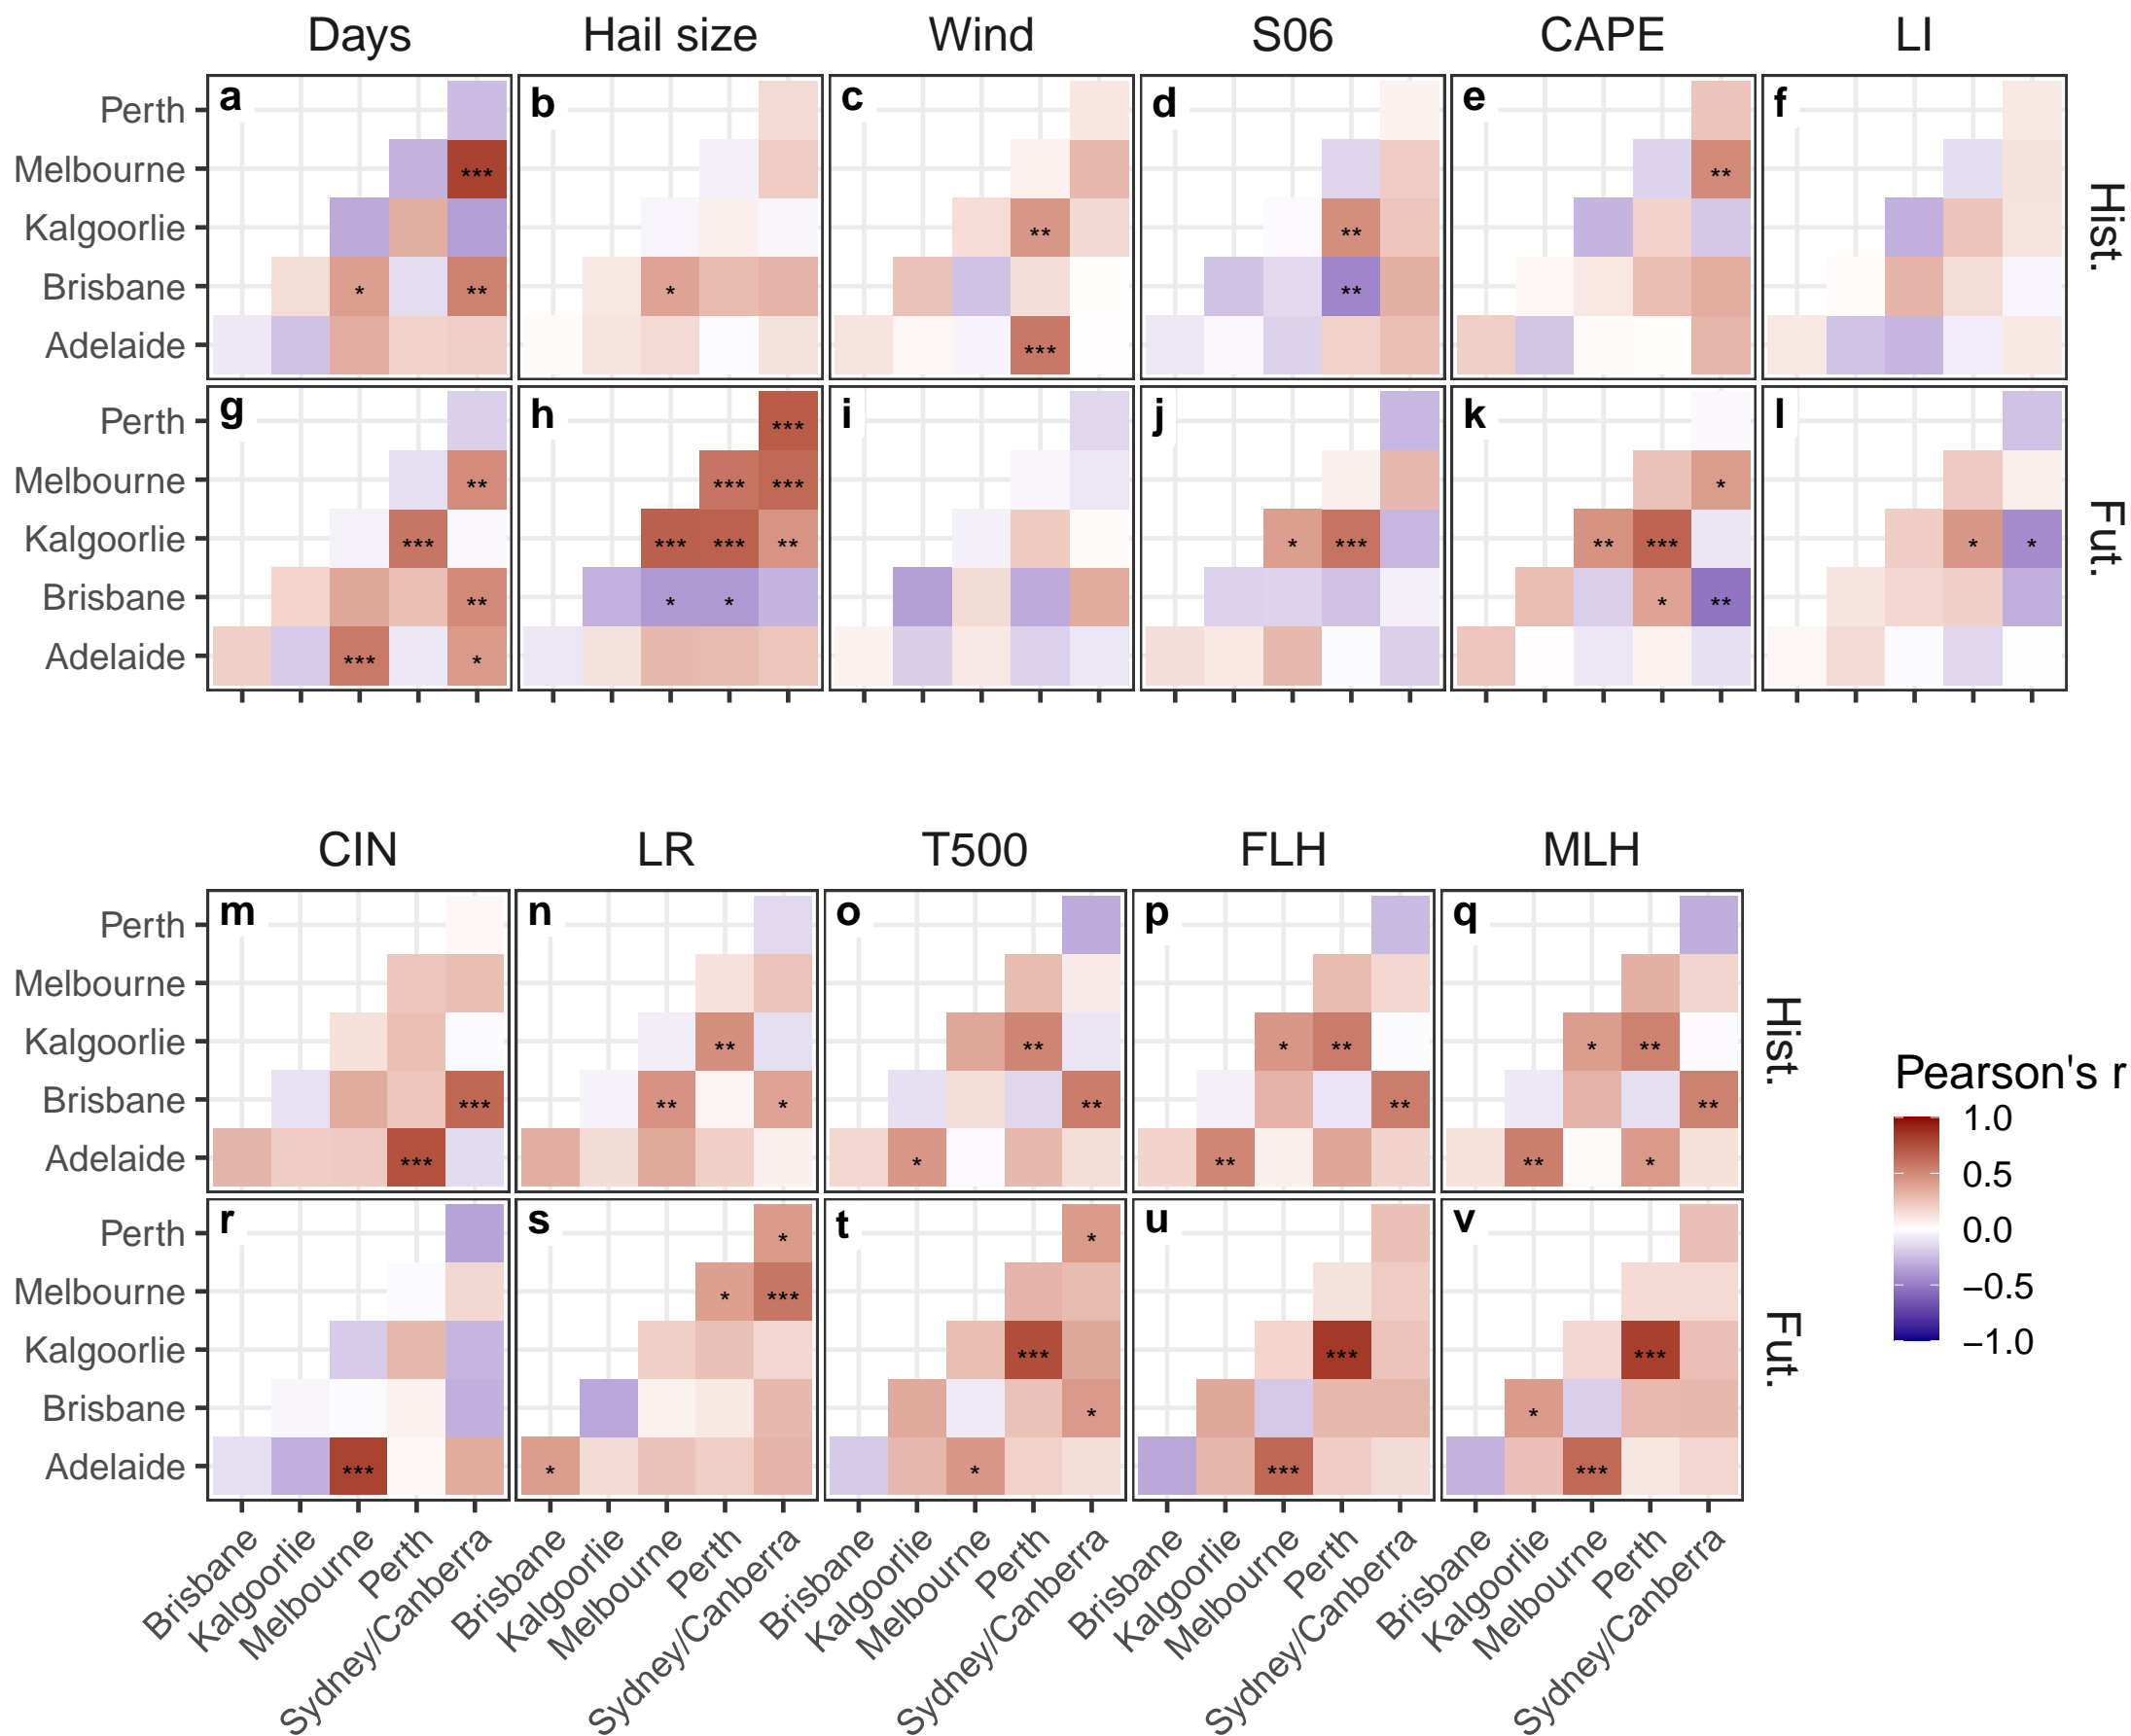 Days Hail size Wind S06 CAPE LI
a b c d e f
Perth
Melbourne *** **
Kalgoorlie ** **
Brisbane * ** * **
Adelaide ***
Hist.
g h i j k l
Perth ***
Melbourne ** *** *** *
Kalgoorlie *** *** *** ** * *** ** *** * *
Brisbane ** * * * **
Adelaide *** *
Fut.
CIN LR T500 FLH MLH
m n o p q
Perth
Melbourne
Kalgoorlie ** ** * ** * **
Brisbane *** ** * ** ** **
Adelaide *** * ** ** *
Hist.
r s t u v
Perth * *
Melbourne * ***
Kalgoorlie *** *** ***
Brisbane * *
Adelaide *** * * *** ***
Fut.
Brisbane Kalgoorlie Melbourne Perth Sydney/Canberra
Brisbane Kalgoorlie Melbourne Perth Sydney/Canberra
Brisbane Kalgoorlie Melbourne Perth Sydney/Canberra
Brisbane Kalgoorlie Melbourne Perth Sydney/Canberra
Brisbane Kalgoorlie Melbourne Perth Sydney/Canberra
Pearson's r
1.0
0.5
0.0
−0.5
−1.0